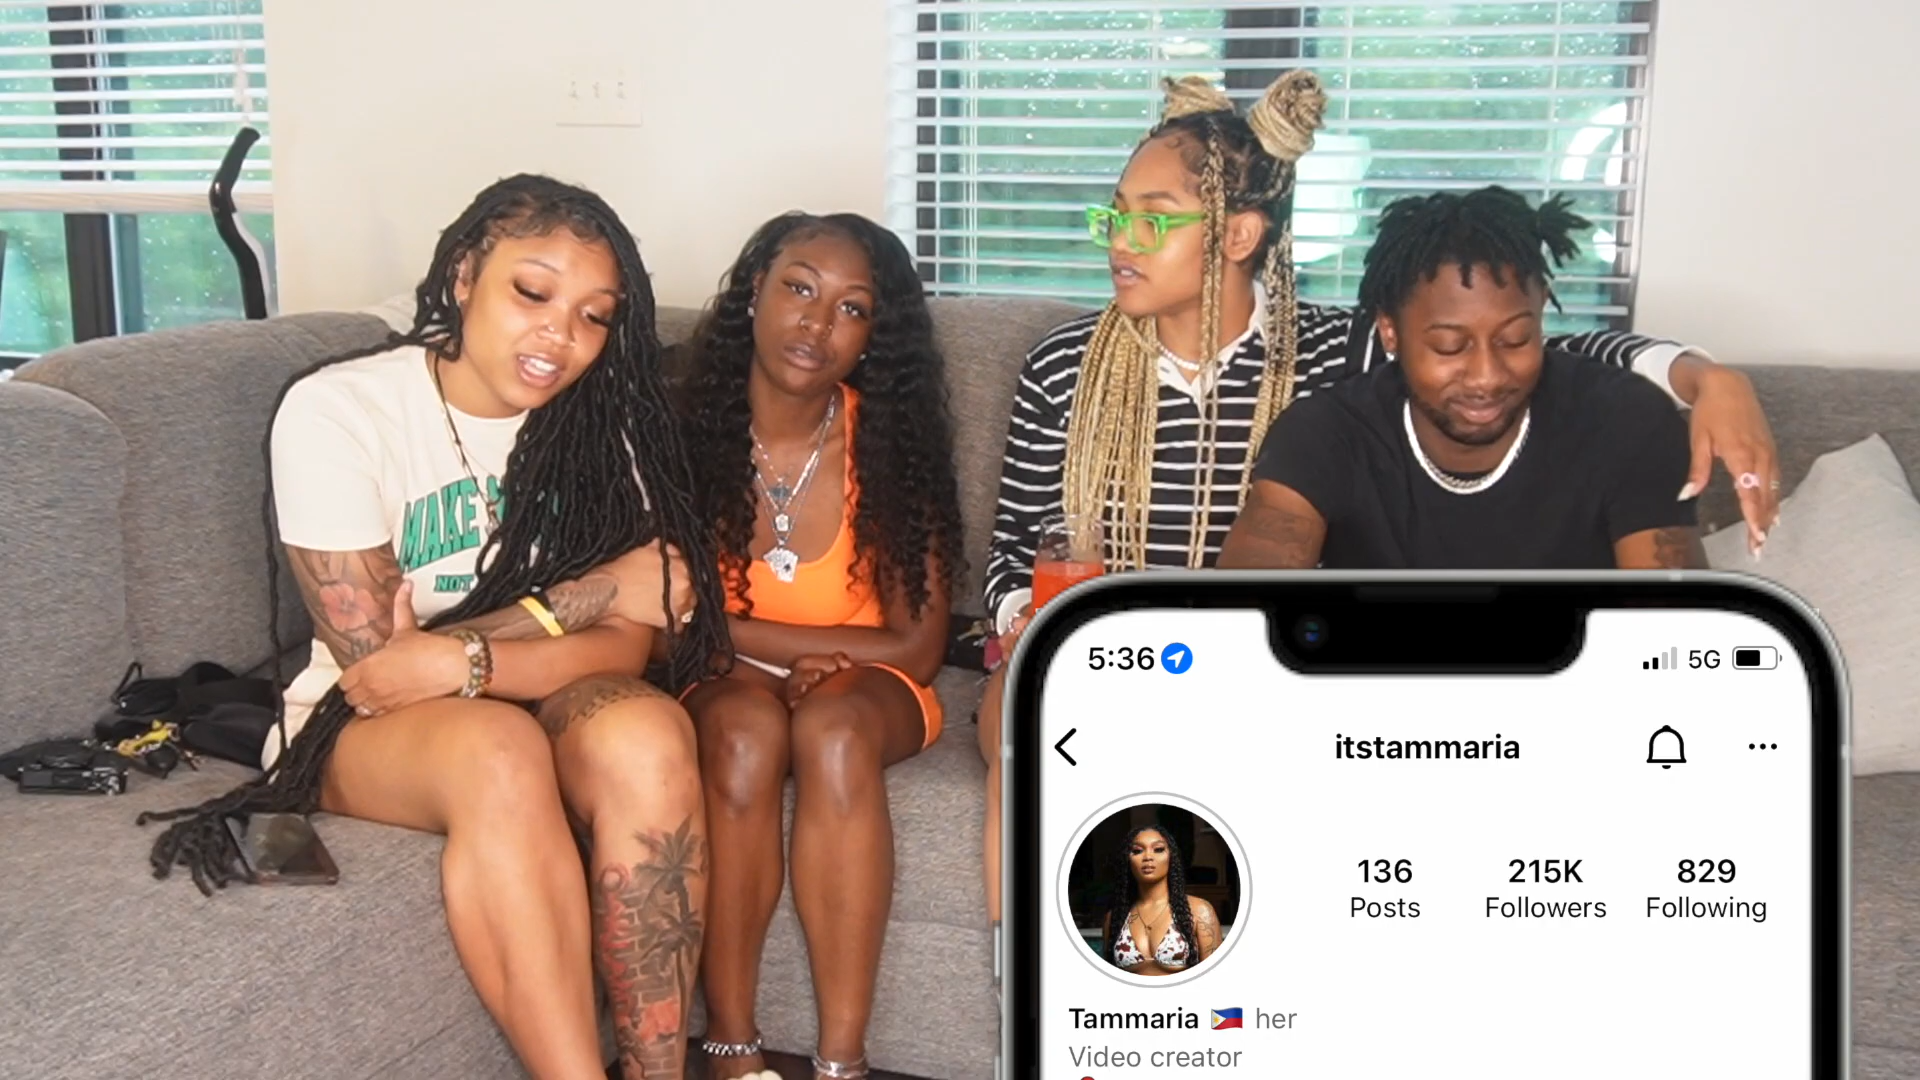 MAKE
NOT
5:36
5G
itstammaria
136
215K
829
Posts
Followers
Following
Tammaria 🇵🇭 her
Video creator